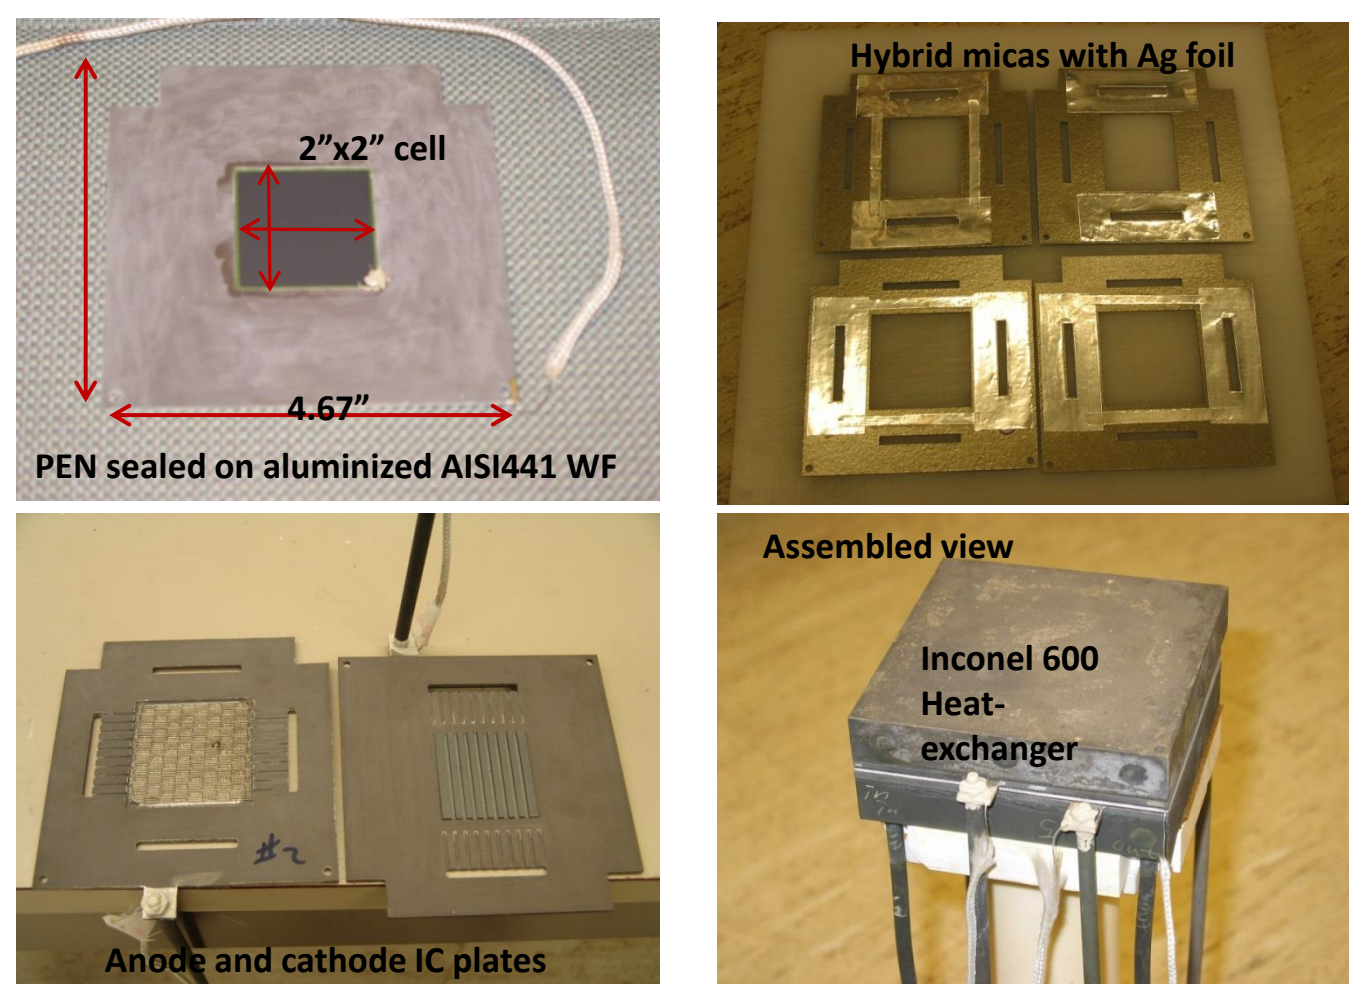 2”x2” cell
4.67”
PEN sealed on aluminized AISI441 WF
Hybrid micas with Ag foil
#2
Anode and cathode IC plates
Assembled view
Inconel 600
Heat-
exchanger